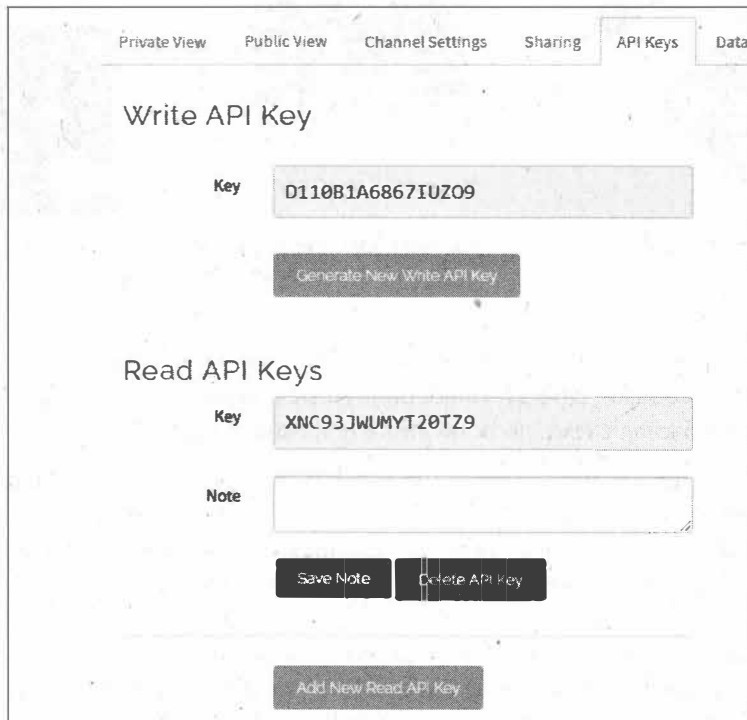 Private View Public View Channel Settings Sharing API Keys Data
Write API Key
Key D110B1A6867IUZO9
Generate New Write API Key
Read API Keys
Key XNC93JWUMYT20TZ9
Note
Save Note Delete API Key
Add New Read API Key